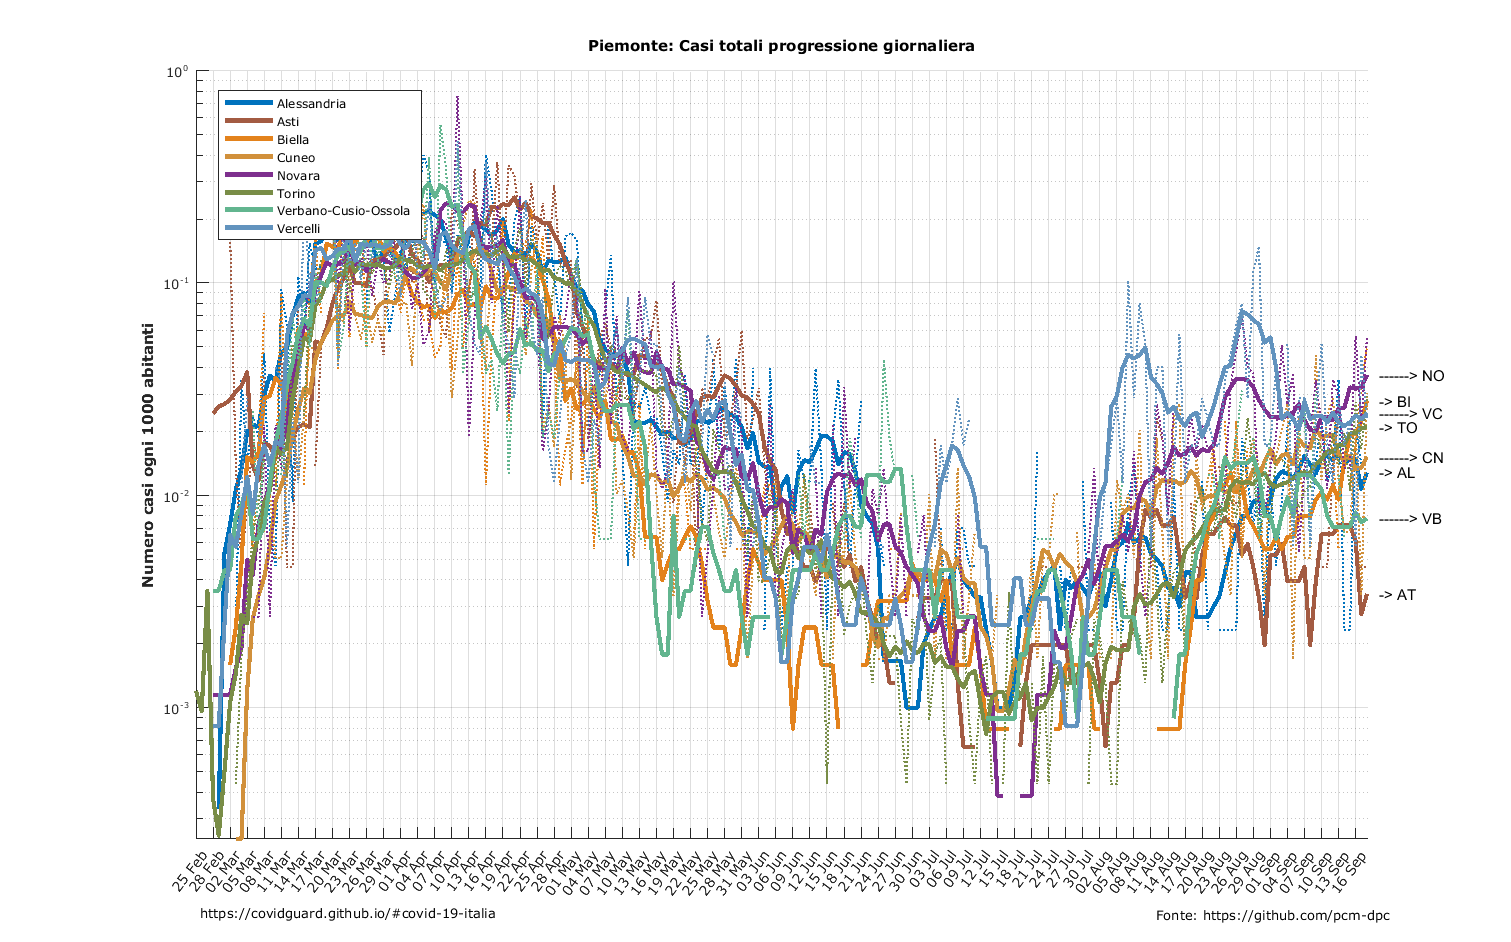 Piemonte: Casi totali progressione giornaliera
Numero casi ogni 1000 abitanti
10⁰
10⁻¹
10⁻²
10⁻³
Alessandria
Asti
Biella
Cuneo
Novara
Torino
Verbano-Cusio-Ossola
Vercelli
------> NO
-> BI
------> VC
-> TO
------> CN
-> AL
------> VB
-> AT
25 Feb
28 Feb
02 Mar
05 Mar
08 Mar
11 Mar
14 Mar
17 Mar
20 Mar
23 Mar
26 Mar
29 Mar
01 Apr
04 Apr
07 Apr
10 Apr
13 Apr
16 Apr
19 Apr
22 Apr
25 Apr
28 Apr
01 May
04 May
07 May
10 May
13 May
16 May
19 May
22 May
25 May
28 May
31 May
03 Jun
06 Jun
09 Jun
12 Jun
15 Jun
18 Jun
21 Jun
24 Jun
27 Jun
30 Jun
03 Jul
06 Jul
09 Jul
12 Jul
15 Jul
18 Jul
21 Jul
24 Jul
27 Jul
30 Jul
02 Aug
05 Aug
08 Aug
11 Aug
14 Aug
17 Aug
20 Aug
23 Aug
26 Aug
29 Aug
01 Sep
04 Sep
07 Sep
10 Sep
13 Sep
16 Sep
https://covidguard.github.io/#covid-19-italia
Fonte: https://github.com/pcm-dpc